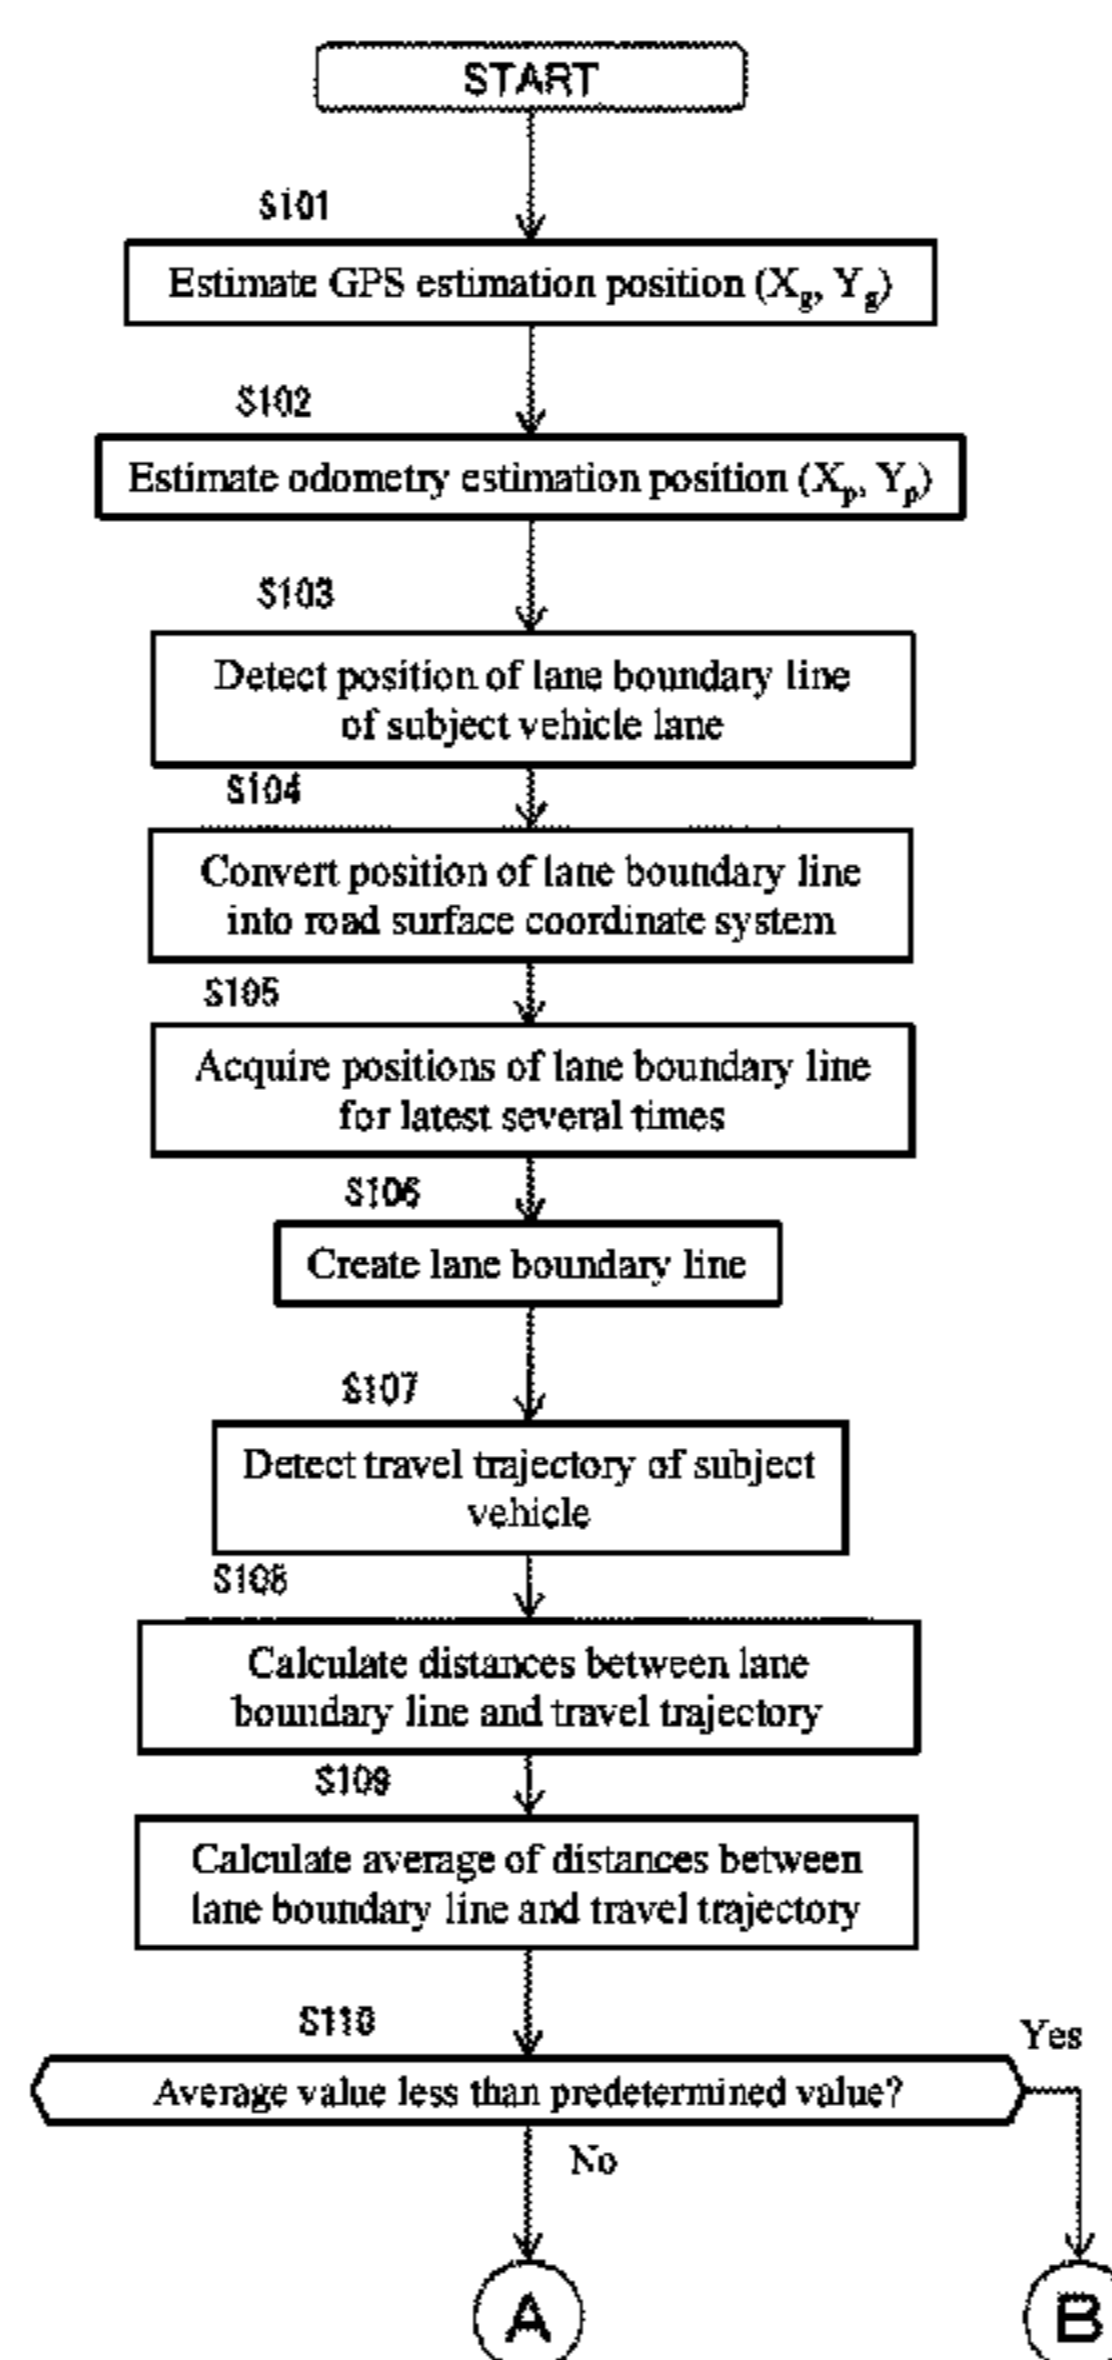 START
S101
Estimate GPS estimation position (Xg, Yg)
S102
Estimate odometry estimation position (Xp, Yp)
S103
Detect position of lane boundary line
of subject vehicle lane
S104
Convert position of lane boundary line
into road surface coordinate system
S105
Acquire positions of lane boundary line
for latest several times
S106
Create lane boundary line
S107
Detect travel trajectory of subject
vehicle
S108
Calculate distances between lane
boundary line and travel trajectory
S109
Calculate average of distances between
lane boundary line and travel trajectory
S110
Yes
Average value less than predetermined value?
No
A
B